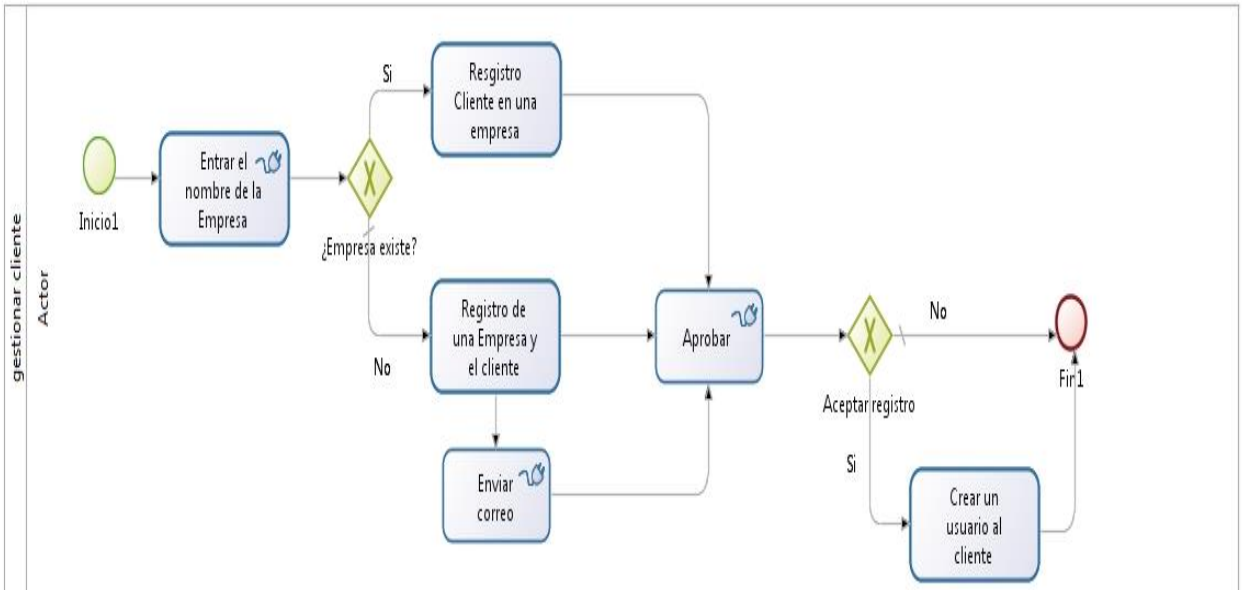 gestionar cliente
Actor
Inicio1
Entrar el
nombre de la
Empresa
¿Empresa existe?
Si
Resgistro
Cliente en una
empresa
No
Registro de
una Empresa y
el cliente
Enviar
correo
Aprobar
Aceptar registro
No
Si
Crear un
usuario al
cliente
Fin1